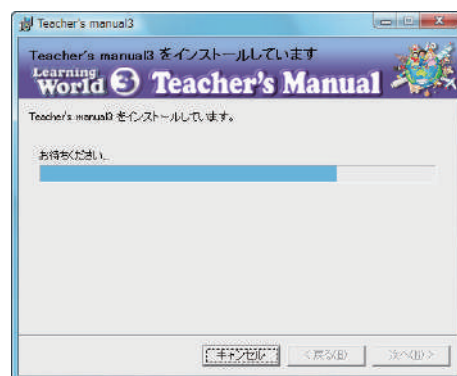 Teacher's manual3
Teacher's manual3 をインストールしています
Learning World 3 Teacher's Manual
Teacher's manual3 をインストールしています。
お待ちください...
キャンセル
< 戻る(B)
次へ(N) >